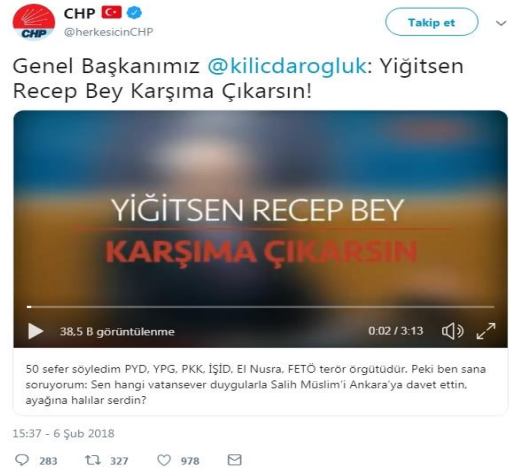 CHP
CHP
@herkesicinCHP
Takip et
Genel Başkanımız @kilicdarogluk: Yiğitsen
Recep Bey Karşıma Çıkarsın!
YİĞİTSEN RECEP BEY
KARŞIMA ÇIKARSIN
38,5 B görüntülenme
0:02 / 3:13
50 sefer söyledim PYD, YPG, PKK, İŞİD, El Nusra, FETÖ terör örgütüdür. Peki ben sana
soruyorum: Sen hangi vatansever duygularla Salih Müslim'i Ankara'ya davet ettin,
ayağına halılar serdin?
15:37 - 6 Şub 2018
283 327 978